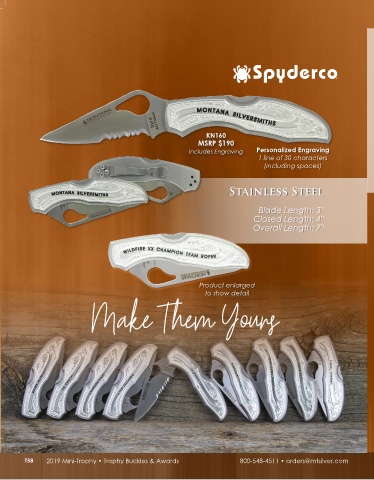 Spyderco
MONTANA
MONTANA SILVERSMITHS
KN160
MSRP $190
Includes Engraving
Personalized Engraving
1 line of 30 characters
(including spaces)
MONTANA SILVERSMITHS
STAINLESS STEEL
Blade Length: 3"
Closed Length: 4"
Overall Length: 7"
WILDFIRE XX CHAMPION TEAM ROPER
Product enlarged
to show detail
Make Them Yours
158 2019 Mini-Trophy • Trophy Buckles & Awards 800-548-4511 • orders@mtsilver.com